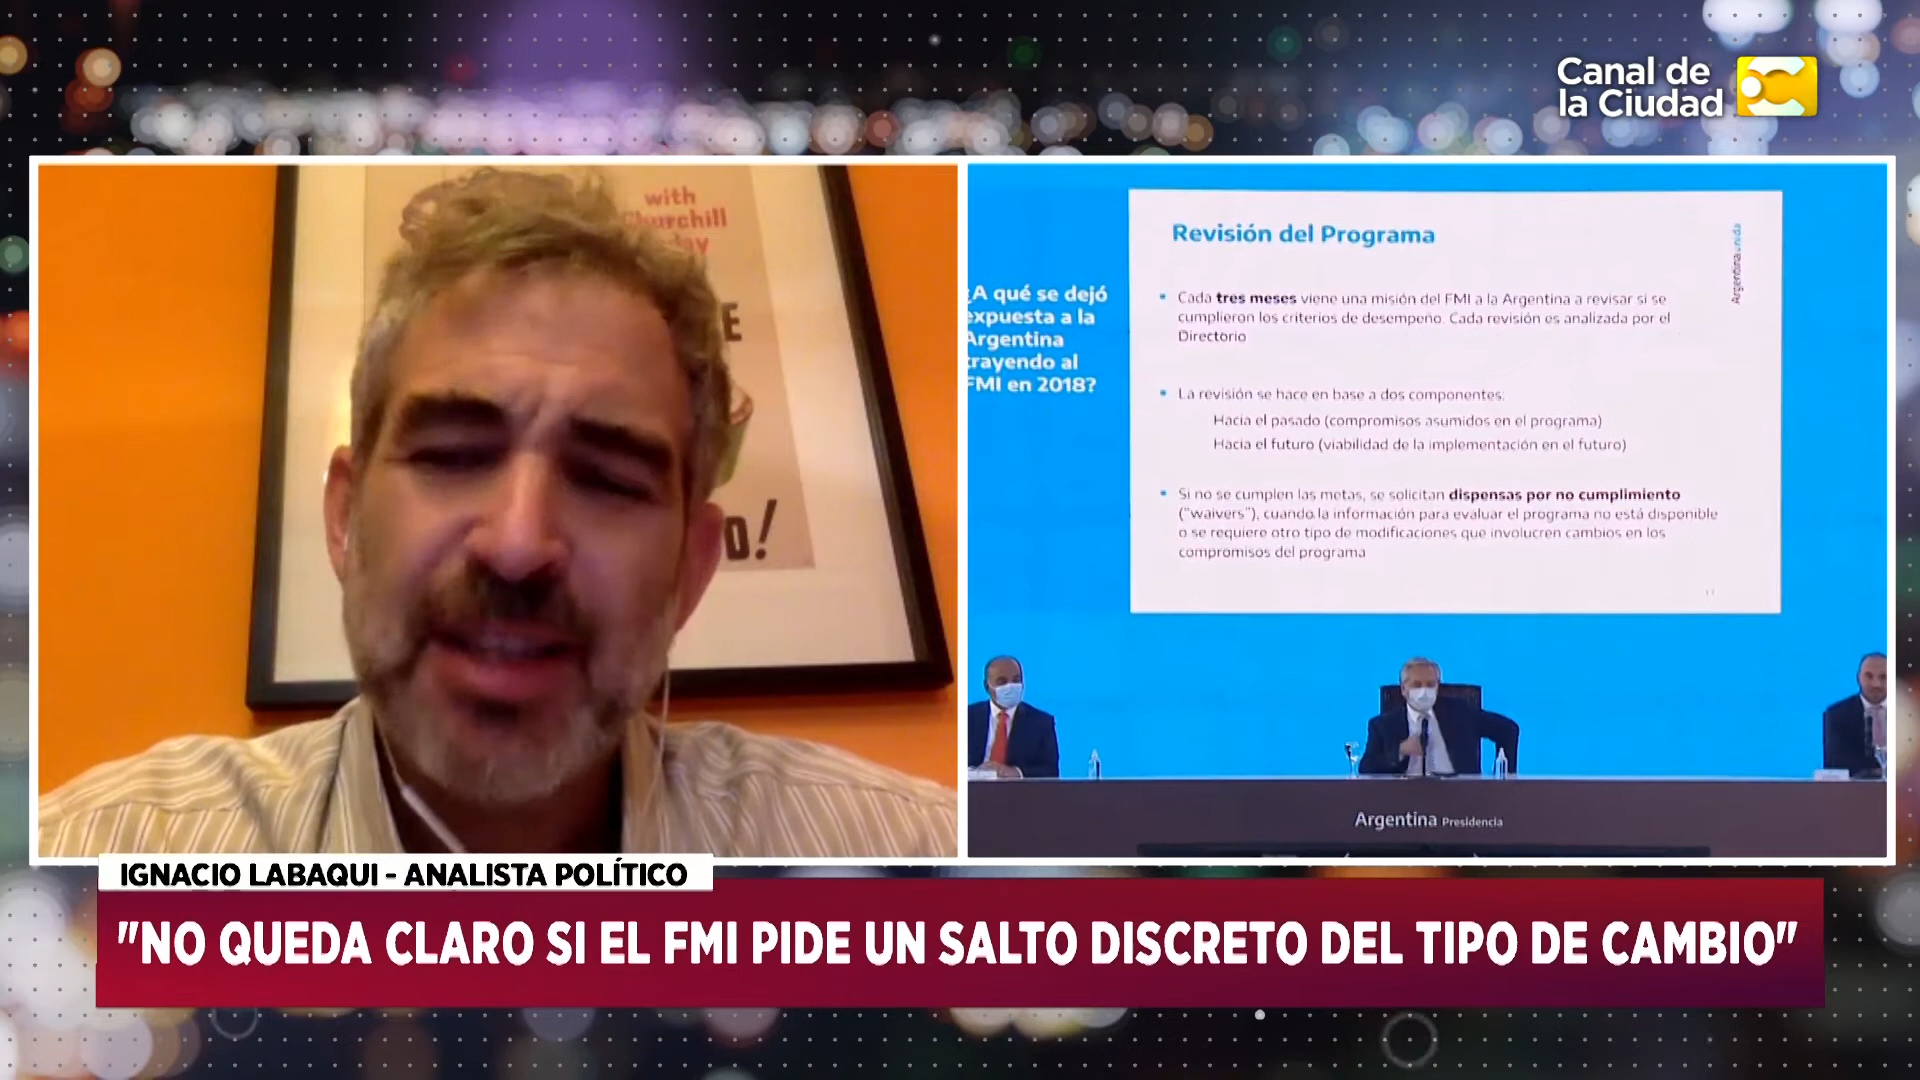 Canal de
la Ciudad
with
Churchill
E
O!
¿A qué se dejó
expuesta a la
Argentina
trayendo al
FMI en 2018?
Revisión del Programa
Argentina unida
• Cada tres meses viene una misión del FMI a la Argentina a revisar si se
cumplieron los criterios de desempeño. Cada revisión es analizada por el
Directorio
• La revisión se hace en base a dos componentes:
Hacia el pasado (compromisos asumidos en el programa)
Hacia el futuro (viabilidad de la implementación en el futuro)
• Si no se cumplen las metas, se solicitan dispensas por no cumplimiento
("waivers"), cuando la información para evaluar el programa no está disponible
o se requiere otro tipo de modificaciones que involucren cambios en los
compromisos del programa
Argentina Presidencia
IGNACIO LABAQUI - ANALISTA POLÍTICO
"NO QUEDA CLARO SI EL FMI PIDE UN SALTO DISCRETO DEL TIPO DE CAMBIO"